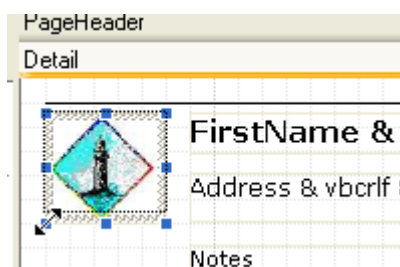 PageHeader
Detail
FirstName &
Address & vbcrlf
Notes